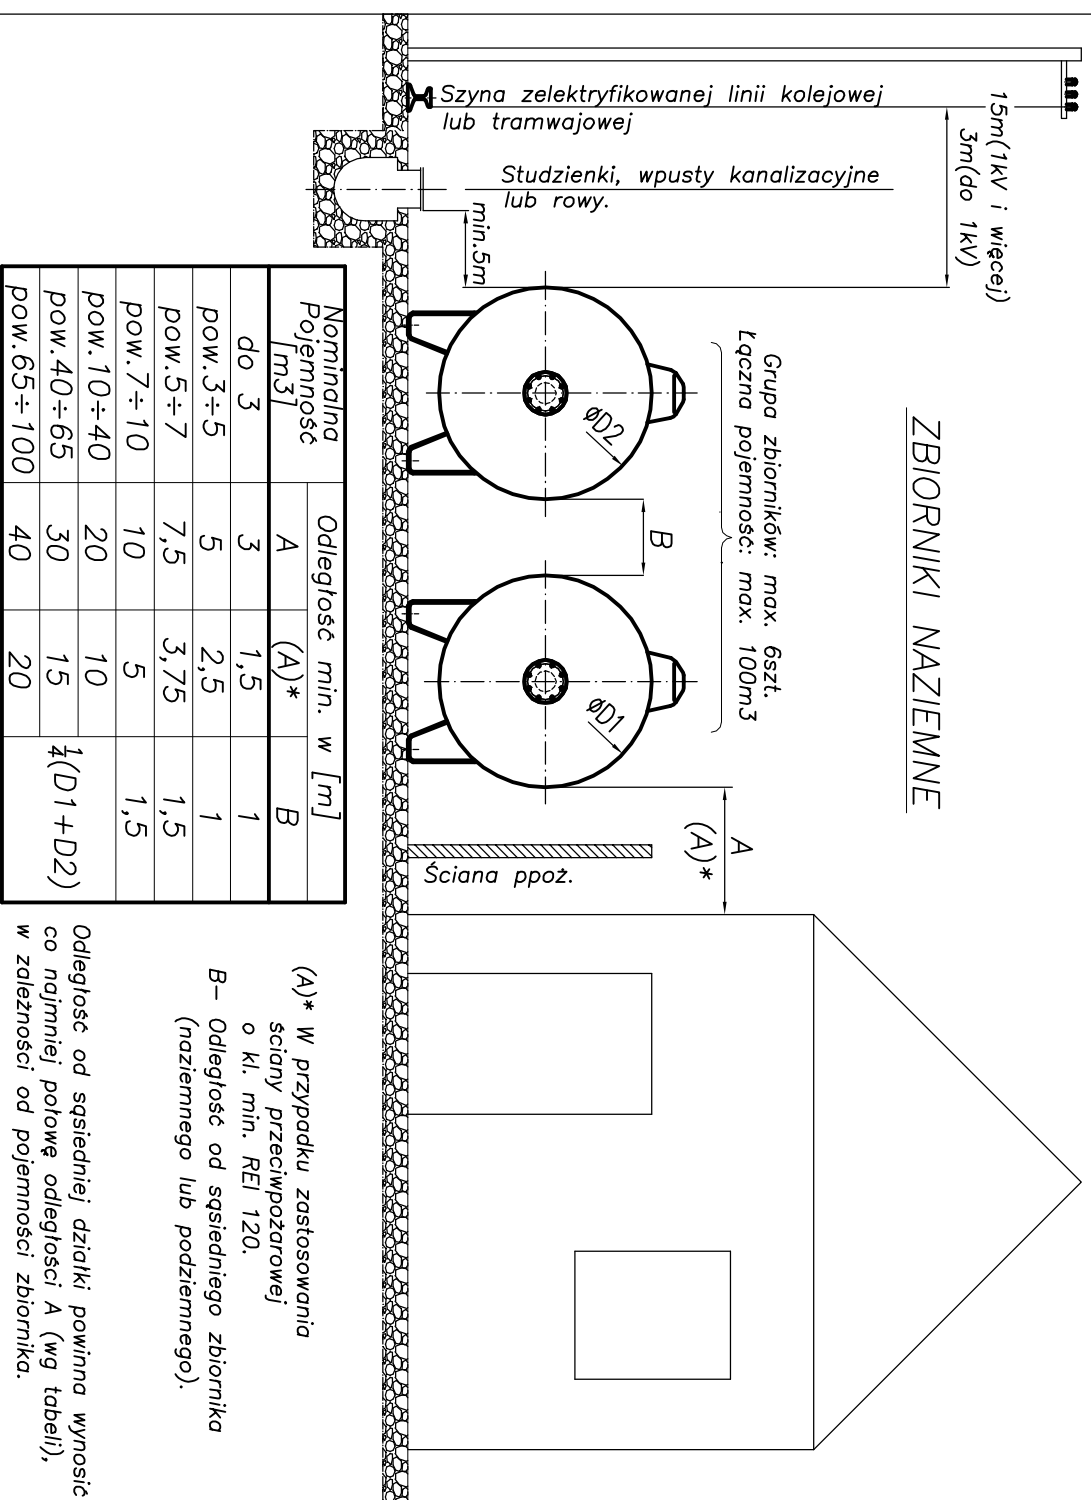 ZBIORNIKI NAZIEMNE
15m(1kV i więcej)
3m(do 1kV)
Grupa zbiorników: max. 6szt.
Łączna pojemność: max. 100m3
Szyna zelektryfikowanej linii kolejowej
lub tramwajowej
Studzienki, wpusty kanalizacyjne
lub rowy.
min.5m
øD2
B
øD1
A
(A)*
Ściana ppoż.
Nominalna Pojemność [m3] Odległość min. w [m]
A (A)* B
do 3 3 1,5 1
pow.3÷5 5 2,5 1
pow.5÷7 7,5 3,75 1,5
pow.7÷10 10 5 1,5
pow.10÷40 20 10 ¼(D1+D2)
pow.40÷65 30 15
pow.65÷100 40 20
(A)* W przypadku zastosowania
ściany przeciwpożarowej
o kl. min. REI 120.
B– Odległość od sąsiedniego zbiornika
(naziemnego lub podziemnego).
Odległość od sąsiedniej działki powinna wynosić
co najmniej połowę odległości A (wg tabeli),
w zależności od pojemności zbiornika.